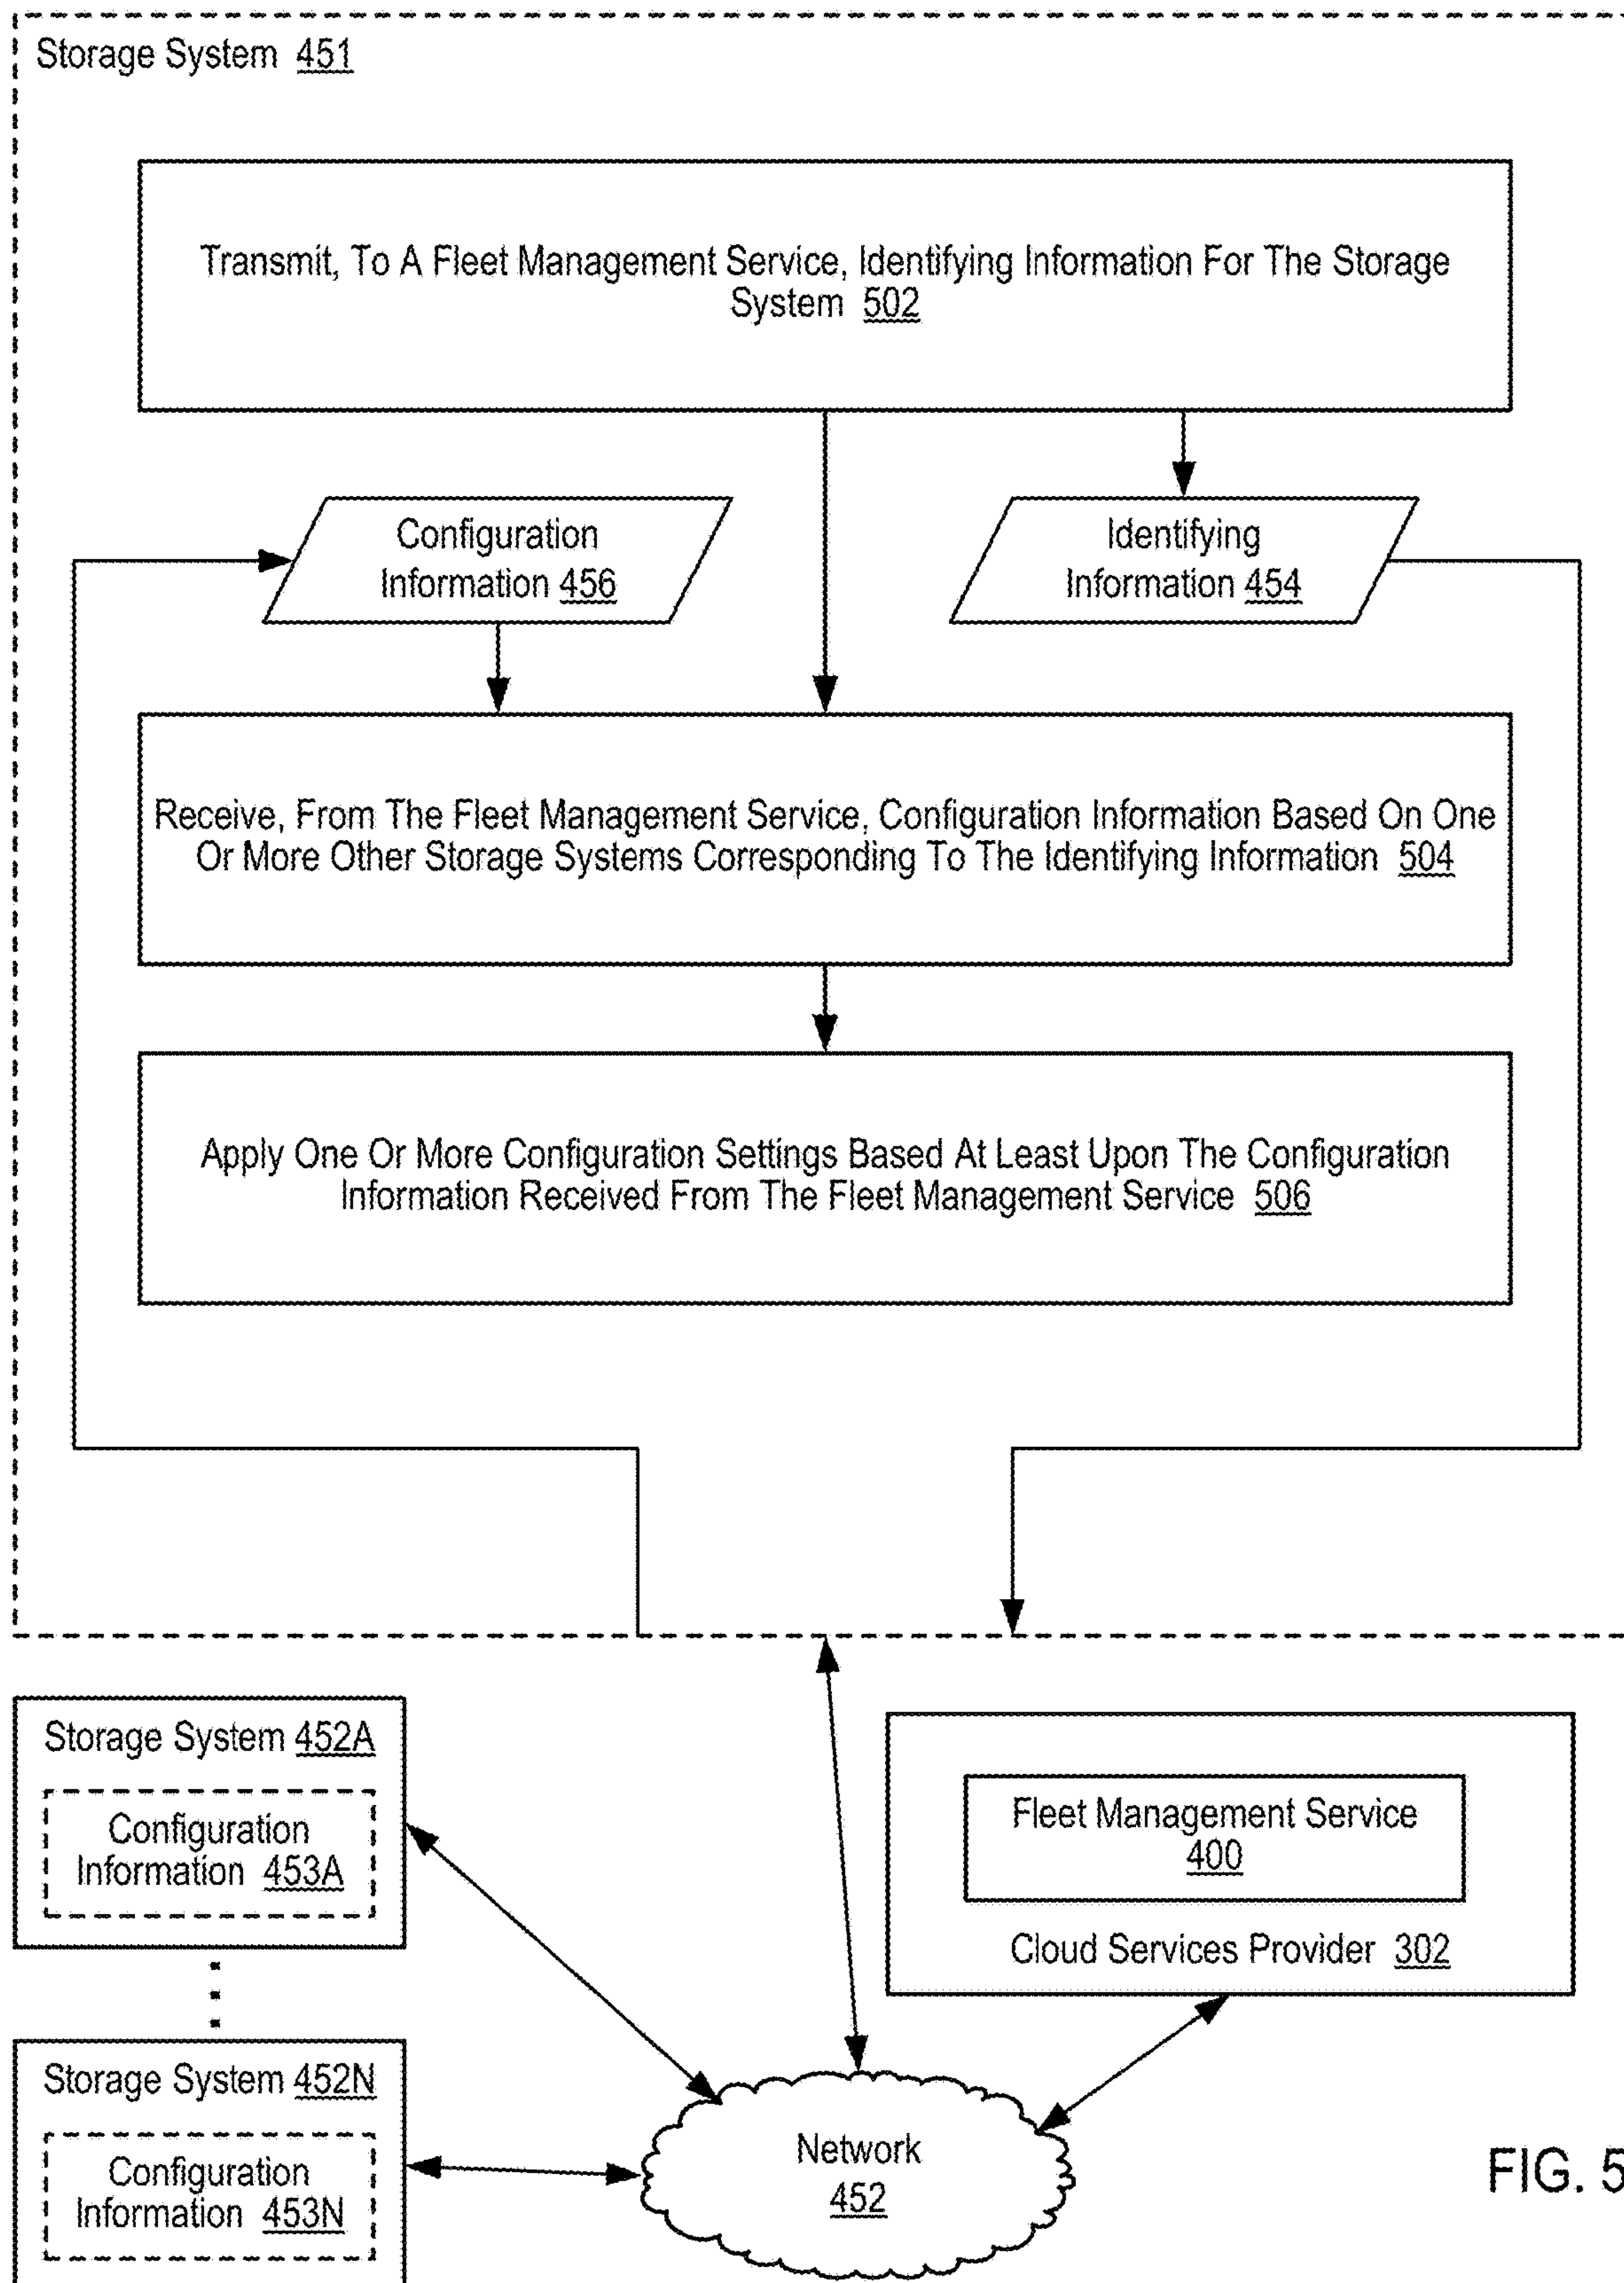 Storage System 451
Transmit, To A Fleet Management Service, Identifying Information For The Storage
System 502
Configuration
Information 456
Identifying
Information 454
Receive, From The Fleet Management Service, Configuration Information Based On One
Or More Other Storage Systems Corresponding To The Identifying Information 504
Apply One Or More Configuration Settings Based At Least Upon The Configuration
Information Received From The Fleet Management Service 506
Storage System 452A
Configuration
Information 453A
Fleet Management Service
400
Cloud Services Provider 302
Storage System 452N
Configuration
Information 453N
Network
452
FIG. 5